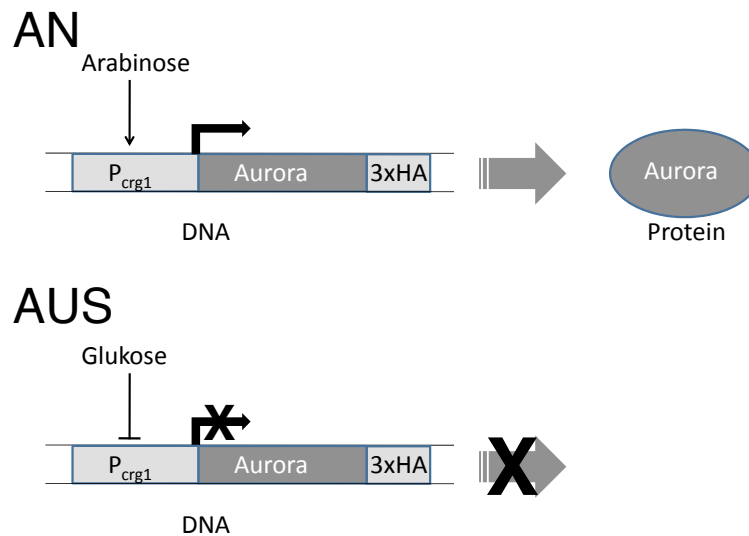 AN
Arabinose
Pcrg1 Aurora 3xHA
Aurora
DNA
Protein
AUS
Glukose
X
Pcrg1 Aurora 3xHA
X
DNA